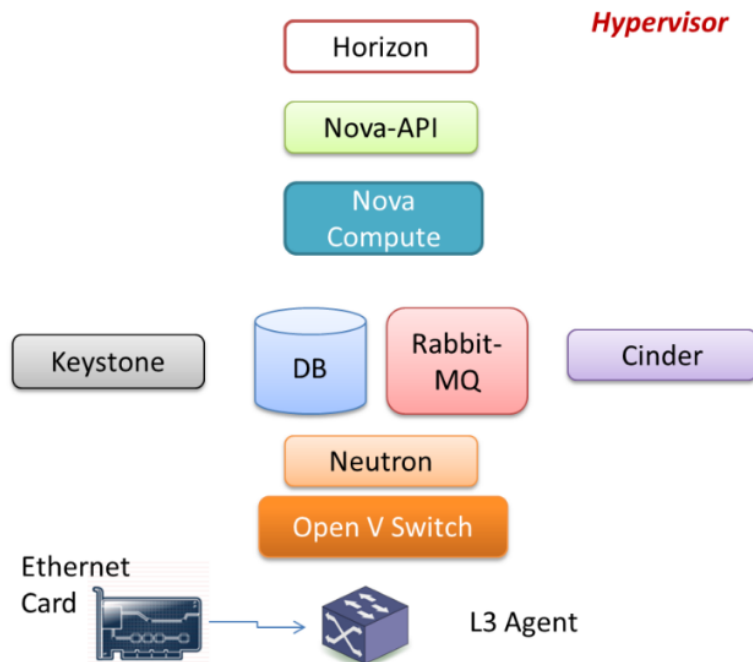 Hypervisor
Horizon
Nova-API
Nova
Compute
Keystone
DB
Rabbit-
MQ
Cinder
Neutron
Open V Switch
Ethernet
Card
L3 Agent